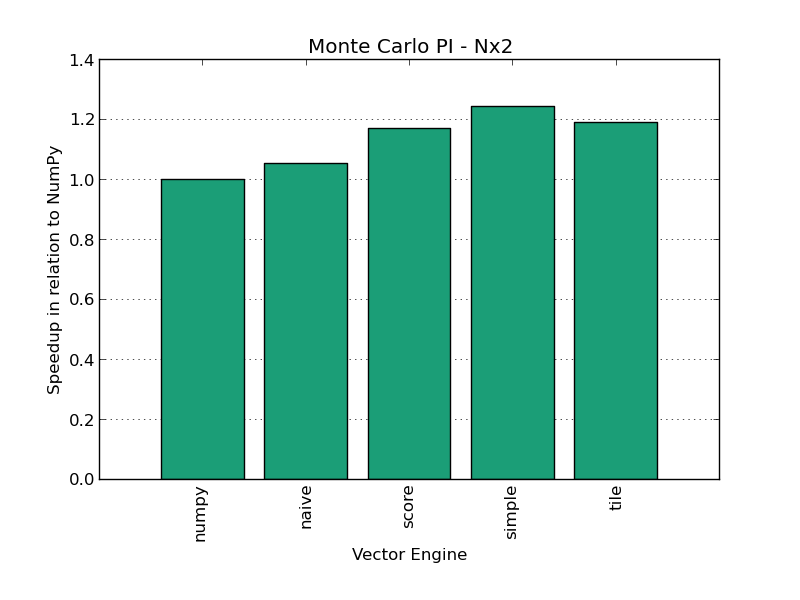 Monte Carlo PI - Nx2
Speedup in relation to NumPy
1.4
1.2
1.0
0.8
0.6
0.4
0.2
0.0
numpy
naive
score
simple
tile
Vector Engine